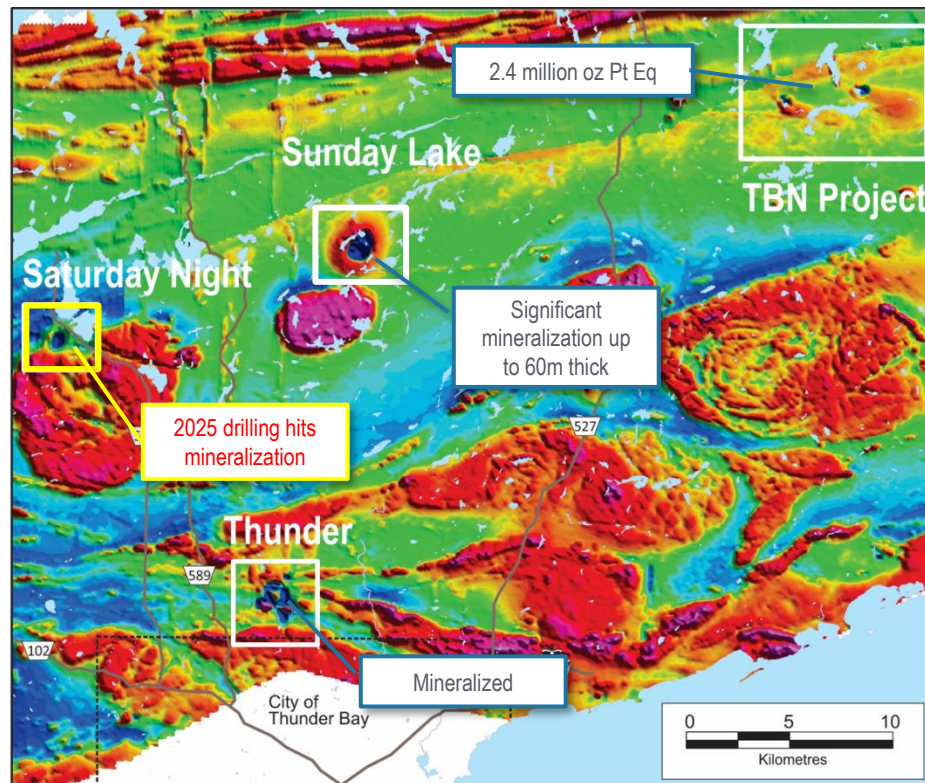 2.4 million oz Pt Eq
Sunday Lake
TBN Project
Saturday Night
Significant
mineralization up
to 60m thick
2025 drilling hits
mineralization
527
Thunder
589
102
Mineralized
City of
Thunder Bay
0 5 10
Kilometres